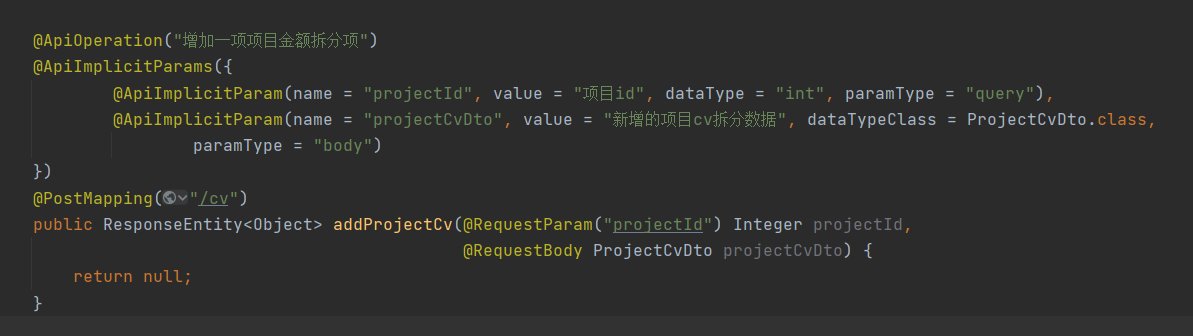 @ApiOperation("增加一项项目金额拆分项")
@ApiImplicitParams({
@ApiImplicitParam(name = "projectId", value = "项目id", dataType = "int", paramType = "query"),
@ApiImplicitParam(name = "projectCvDto", value = "新增的项目cv拆分数据", dataTypeClass = ProjectCvDto.class,
paramType = "body")
})
@PostMapping("/cv")
public ResponseEntity<Object> addProjectCv(@RequestParam("projectId") Integer projectId,
@RequestBody ProjectCvDto projectCvDto) {
return null;
}